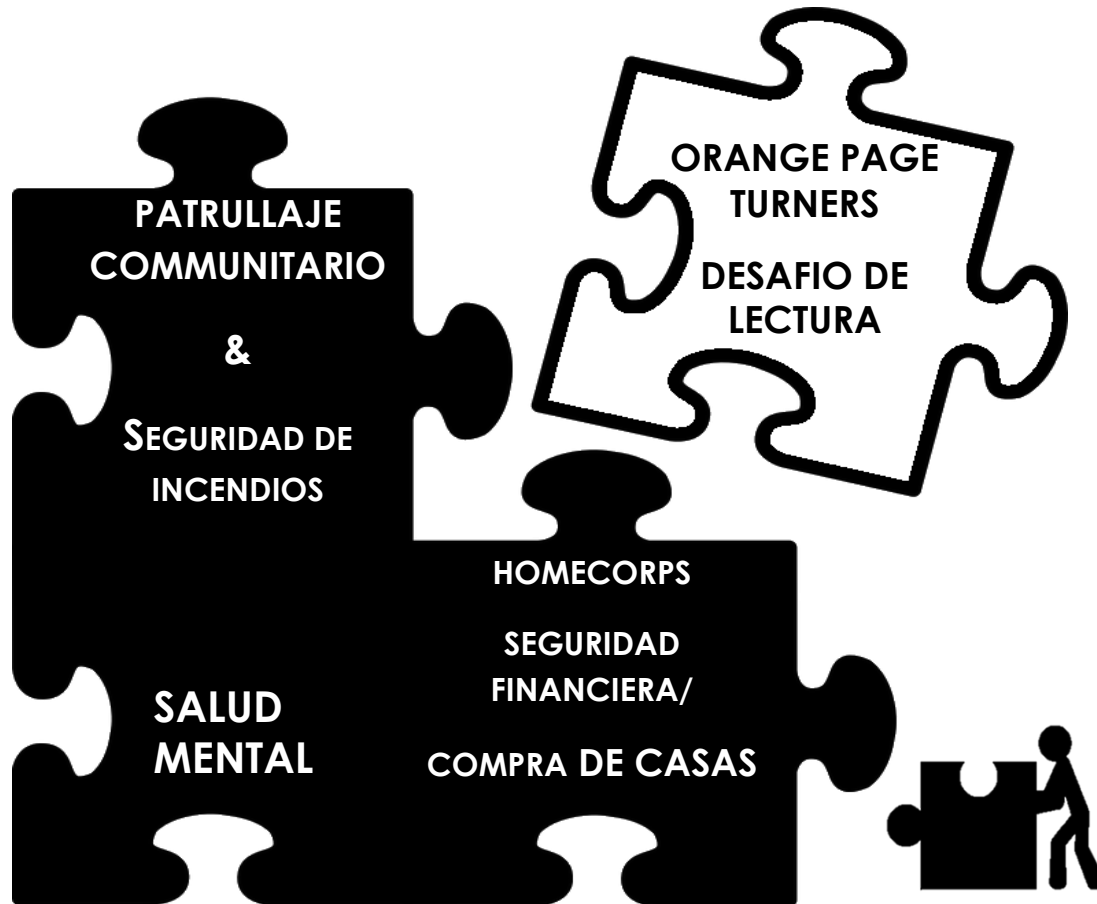 PATRULLAJE
COMMUNITARIO
&
SEGURIDAD DE
INCENDIOS
ORANGE PAGE
TURNERS
DESAFIO DE
LECTURA
SALUD
MENTAL
HOMECORPS
SEGURIDAD
FINANCIERA/
COMPRA DE CASAS